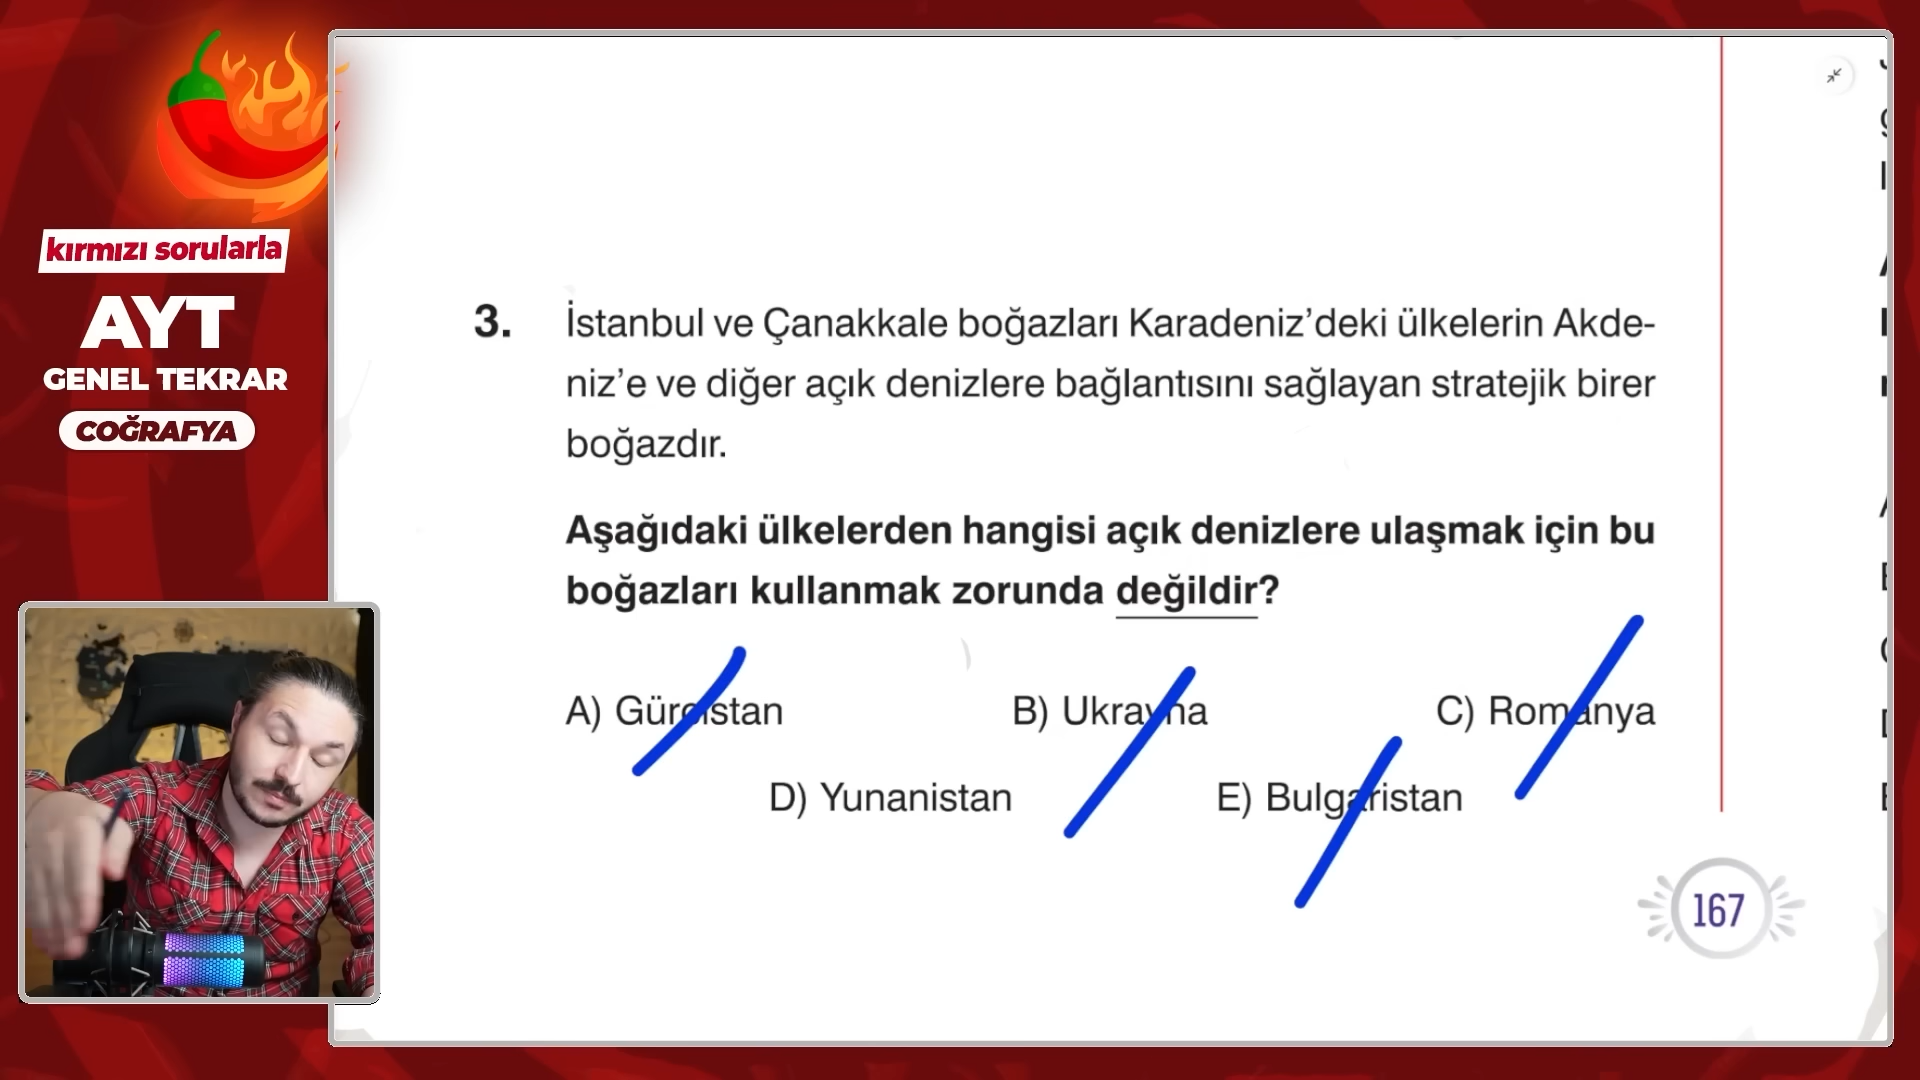 kırmızı sorularla
AYT
GENEL TEKRAR
COĞRAFYA
3. İstanbul ve Çanakkale boğazları Karadeniz'deki ülkelerin Akde-
niz'e ve diğer açık denizlere bağlantısını sağlayan stratejik birer
boğazdır.
Aşağıdaki ülkelerden hangisi açık denizlere ulaşmak için bu
boğazları kullanmak zorunda değildir?
A) Gürcistan B) Ukrayna C) Romanya
D) Yunanistan E) Bulgaristan
167